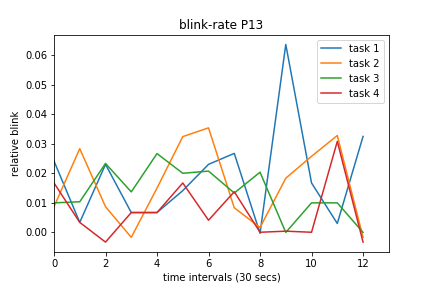 blink-rate P13
relative blink
0.06
0.05
0.04
0.03
0.02
0.01
0.00
task 1
task 2
task 3
task 4
0 2 4 6 8 10 12
time intervals (30 secs)